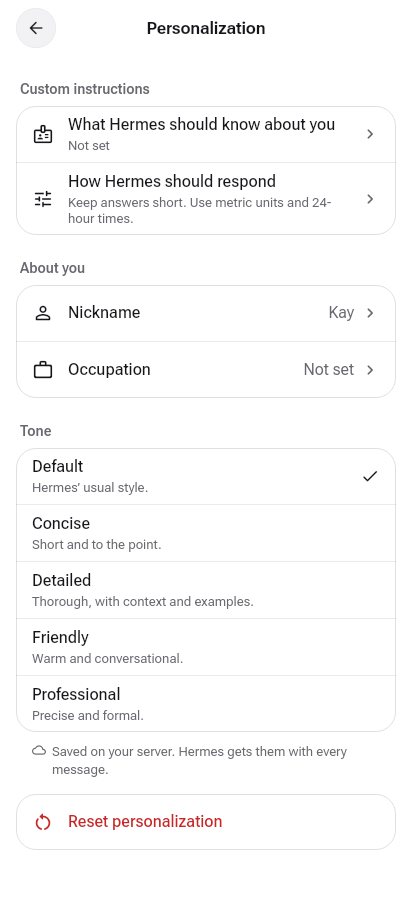 Personalization
Custom instructions
What Hermes should know about you
Not set
How Hermes should respond
Keep answers short. Use metric units and 24-
hour times.
About you
Nickname
Kay
Occupation
Not set
Tone
Default
Hermes' usual style.
Concise
Short and to the point.
Detailed
Thorough, with context and examples.
Friendly
Warm and conversational.
Professional
Precise and formal.
Saved on your server. Hermes gets them with every
message.
Reset personalization